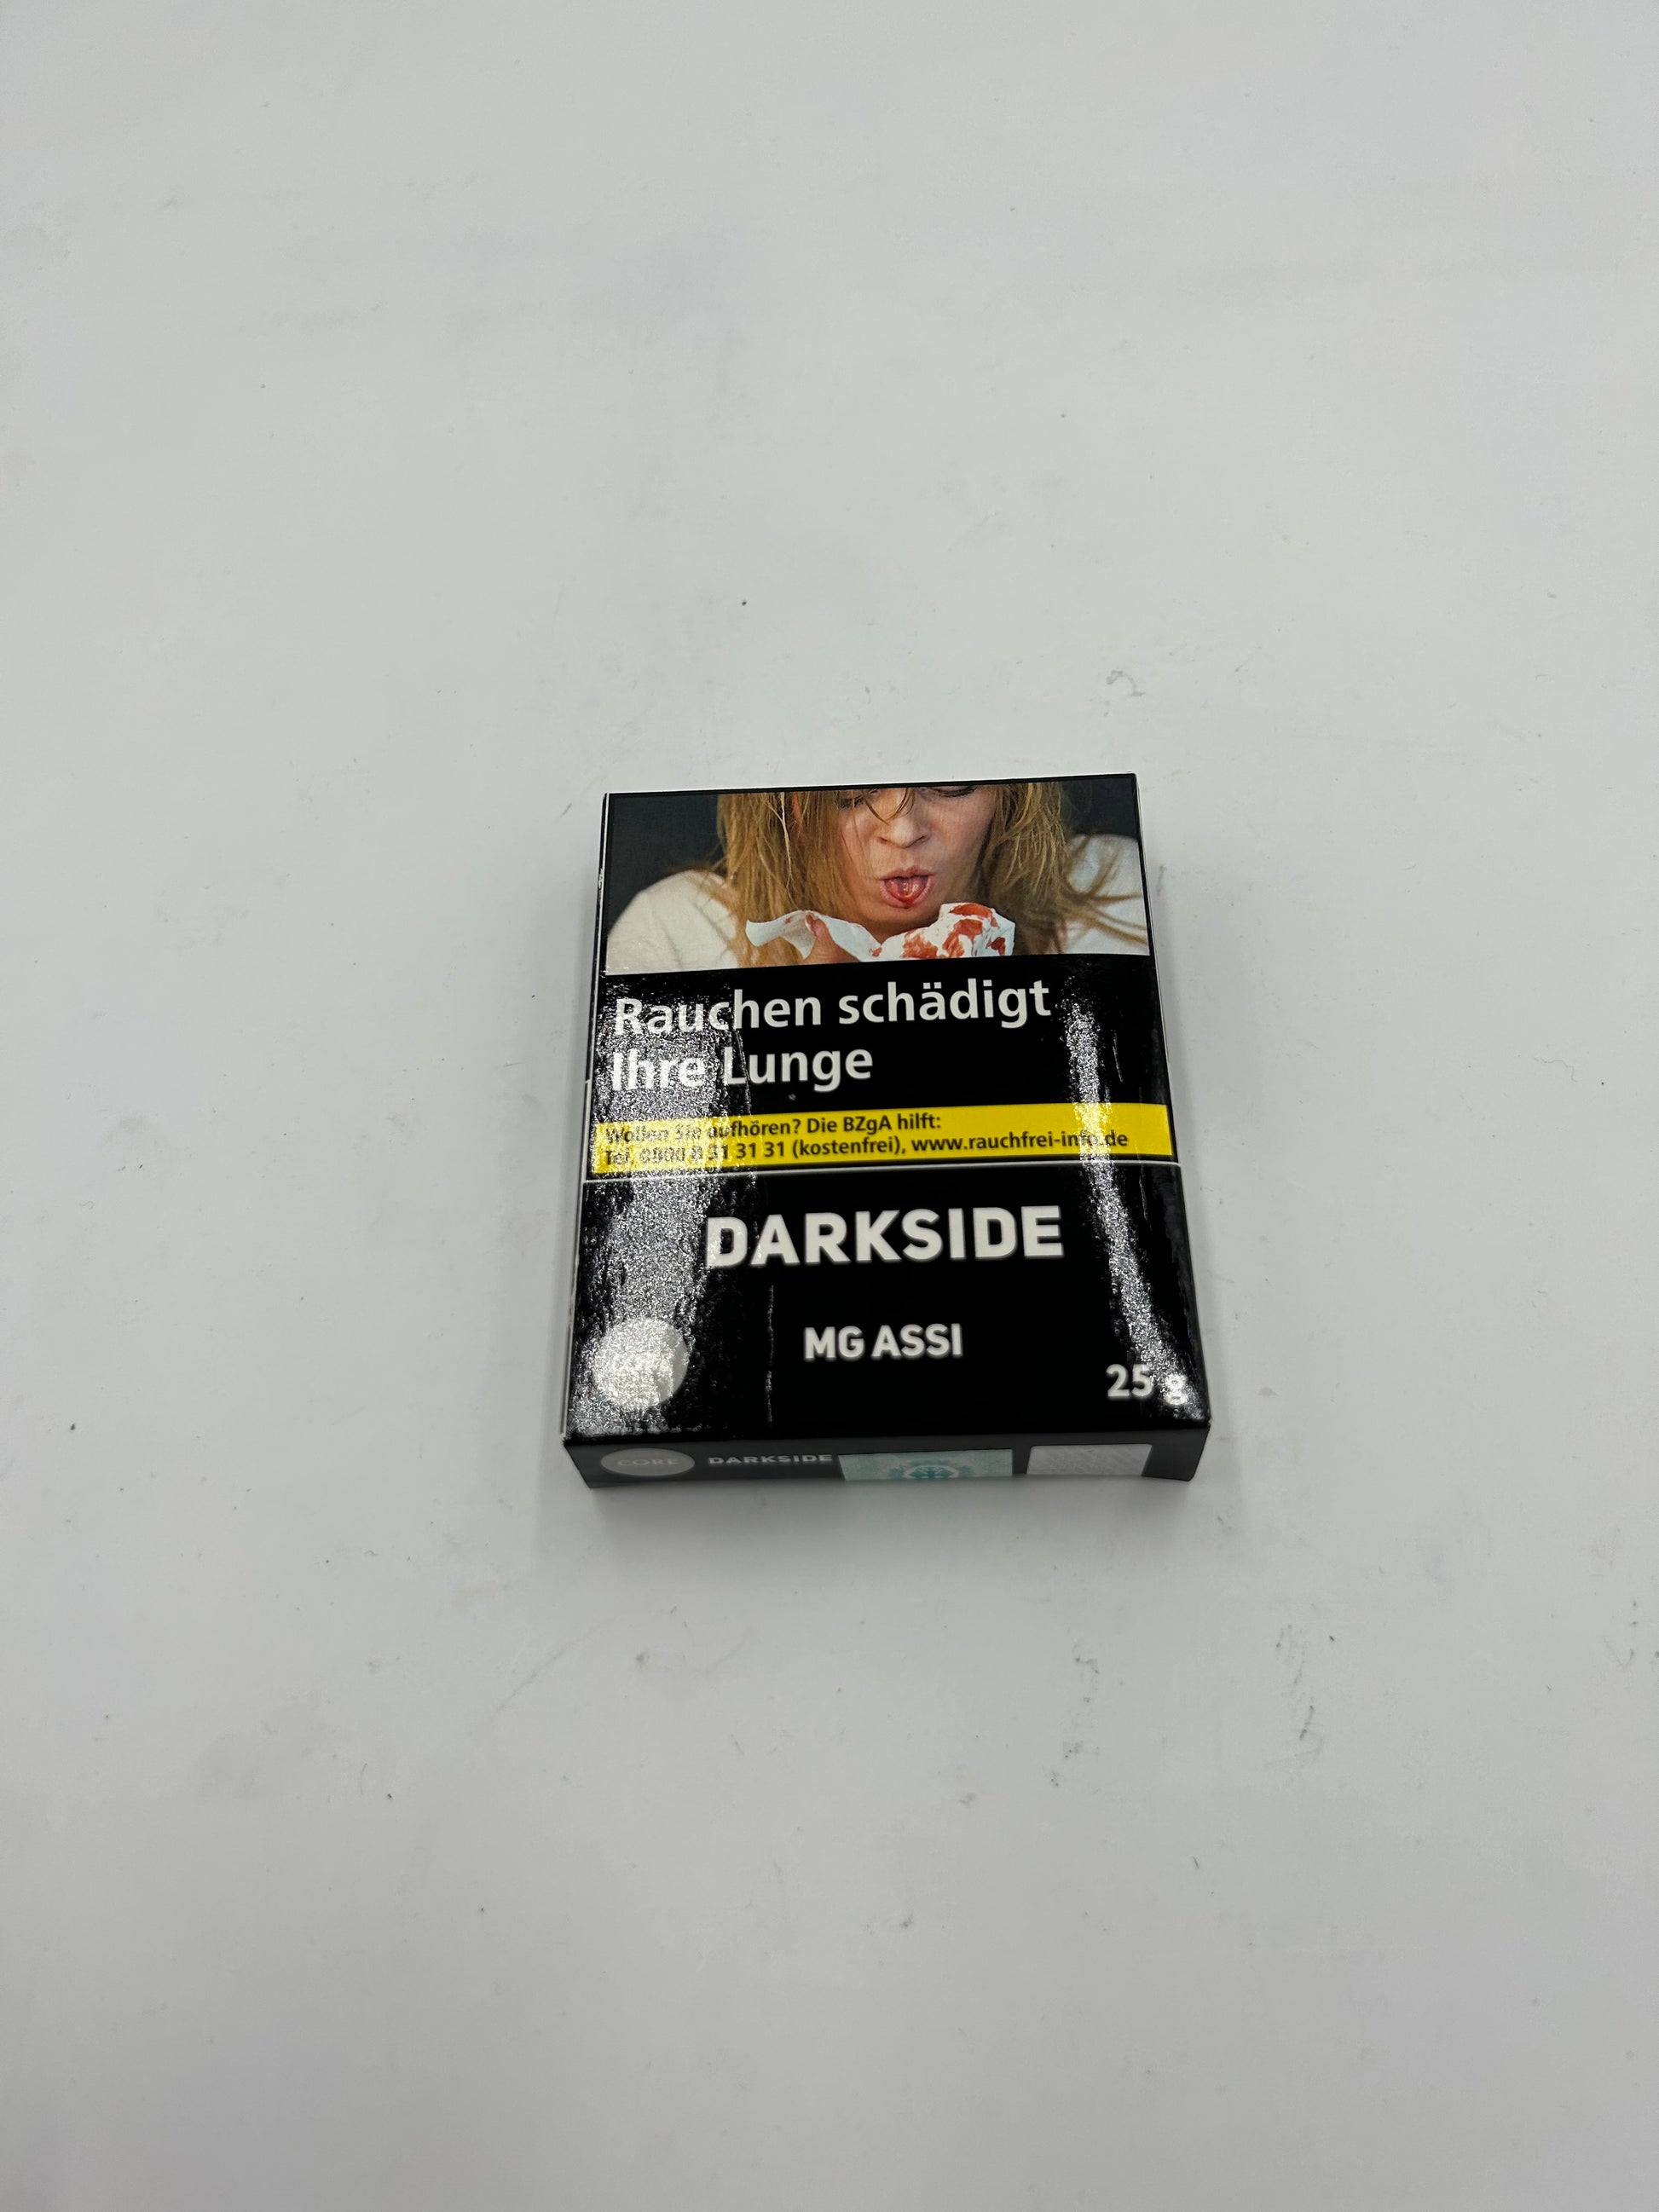 Rauchen schädigt
Ihre Lunge
Wollen Sie aufhören? Die BZgA hilft:
Tel. 0800 8 31 31 31 (kostenfrei), www.rauchfrei-info.de
DARKSIDE
MG ASSI
CORE
25 g
CORE DARKSIDE